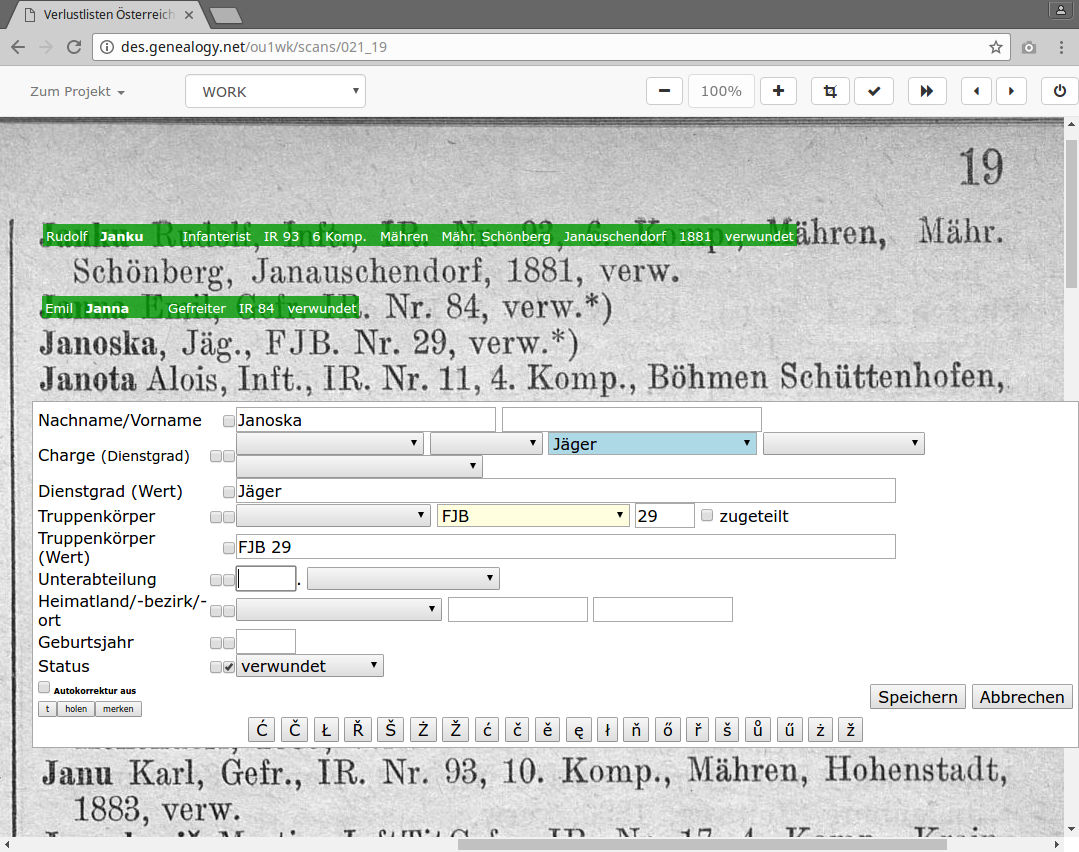 Verlustlisten Österreich
des.genealogy.net/ou1wk/scans/021_19
Zum Projekt WORK 100%
19
Rudolf Janku Infanterist IR 93 6 Komp. Mähren Mähr. Schönberg Janauschendorf 1881 verwundet
Mähren, Mähr.
Schönberg, Janauschendorf, 1881, verw.
Emil Janna Gefreiter IR 84 verwundet
Nr. 84, verw.*)
Janoska, Jäg., FJB. Nr. 29, verw.*)
Janota Alois, Inft., IR. Nr. 11, 4. Komp., Böhmen Schüttenhofen,
Nachname/Vorname Janoska
Charge (Dienstgrad) Jäger
Dienstgrad (Wert) Jäger
Truppenkörper FJB 29 zugeteilt
Truppenkörper
(Wert) FJB 29
Unterabteilung .
Heimatland/-bezirk/-
ort
Geburtsjahr
Status verwundet
Autokorrektur aus
t holen merken Speichern Abbrechen
Ć Č Ł Ř Š Ż Ž ć č ě ę ł ň ő ř š ů ű ż ž
Janu Karl, Gefr., IR. Nr. 93, 10. Komp., Mähren, Hohenstadt,
1883, verw.